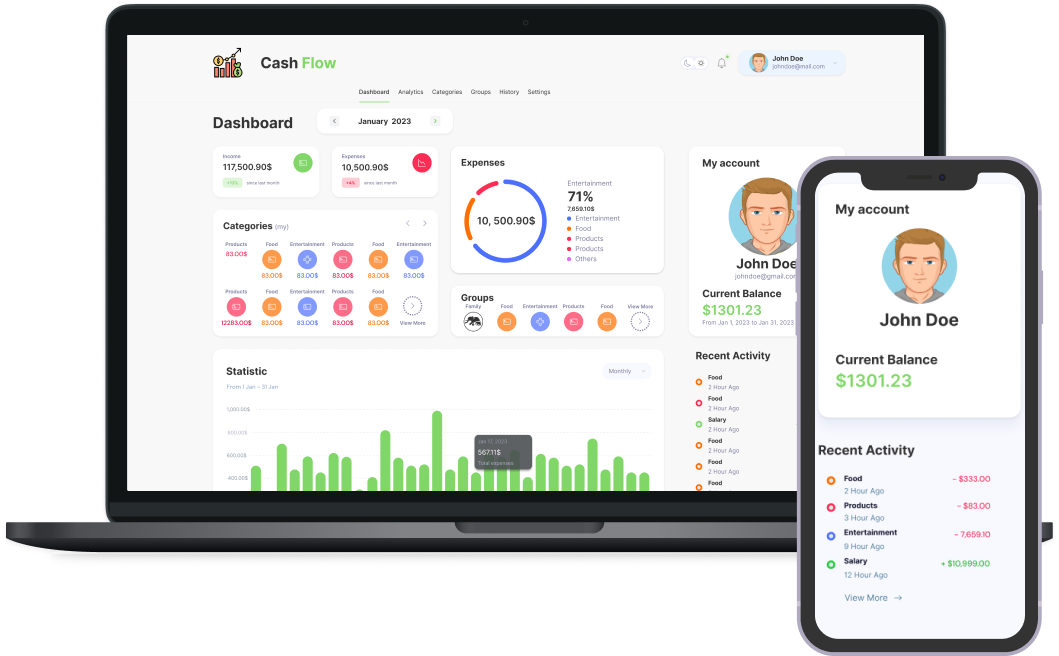 Cash Flow
John Doe
johndoe@mail.com
Dashboard Analytics Categories Groups History Settings
Dashboard
January 2023
Income
117,500.90$
since last month
Expenses
10,500.90$
+4%
since last month
Categories (my)
Products Food Entertainment Products Food Entertainment
83.00$ 83.00$ 83.00$ 83.00$ 83.00$ 83.00$
Products Food Entertainment Products Food
12283.00$ 83.00$ 83.00$ 83.00$ 83.00$ View More
Expenses
10, 500.90$
Entertainment
71%
7,659.10$
Entertainment
Food
Products
Products
Others
Groups
Family Food Entertainment Products Food View More
My account
John Doe
johndoe@gmail.com
Current Balance
$1301.23
From Jan 1, 2023 to Jan 31, 2023
Statistic
From 1 Jan - 31 Jan
Monthly
1,000.00$
800.00$
600.00$
400.00$
Jan 17, 2023
567.11$
Total expenses
Recent Activity
Food
2 Hour Ago
Food
2 Hour Ago
Salary
2 Hour Ago
Food
2 Hour Ago
Food
2 Hour Ago
Food
My account
John Doe
Current Balance
$1301.23
Recent Activity
Food - $333.00
2 Hour Ago
Products - $83.00
3 Hour Ago
Entertainment - 7,659.10
9 Hour Ago
Salary + $10,999.00
12 Hour Ago
View More →